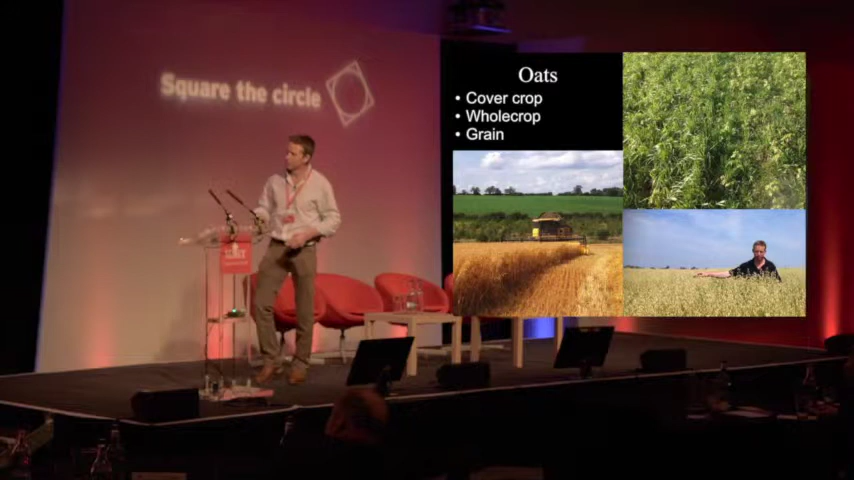 Square the circle
Oats
• Cover crop
• Wholecrop
• Grain